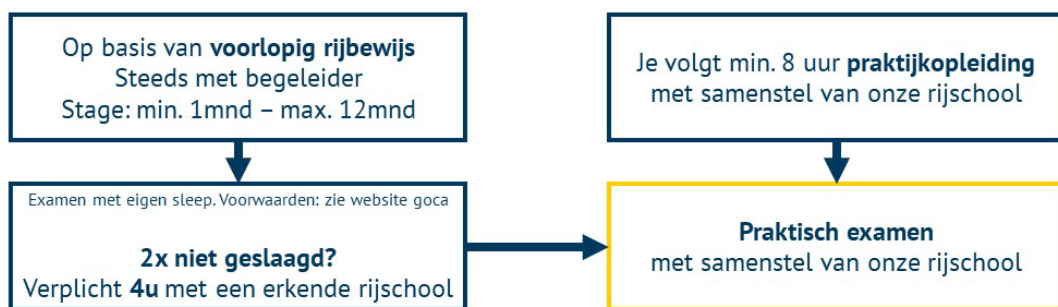 Op basis van voorlopig rijbewijs
Steeds met begeleider
Stage: min. 1mnd – max. 12mnd
Je volgt min. 8 uur praktijkopleiding
met samenstel van onze rijschool
Examen met eigen sleep. Voorwaarden: zie website goca
2x niet geslaagd?
Verplicht 4u met een erkende rijschool
Praktisch examen
met samenstel van onze rijschool